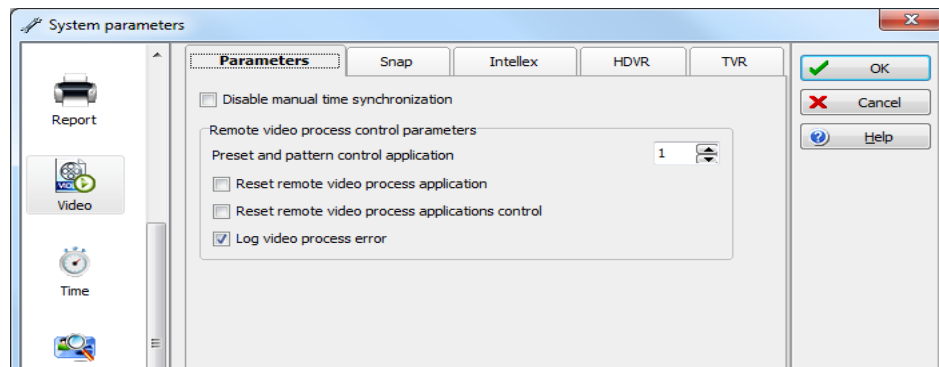 System parameters
Report
Video
Time
Parameters
Snap
Intellex
HDVR
TVR
Disable manual time synchronization
Remote video process control parameters
Preset and pattern control application 1
Reset remote video process application
Reset remote video process applications control
Log video process error
OK
Cancel
Help